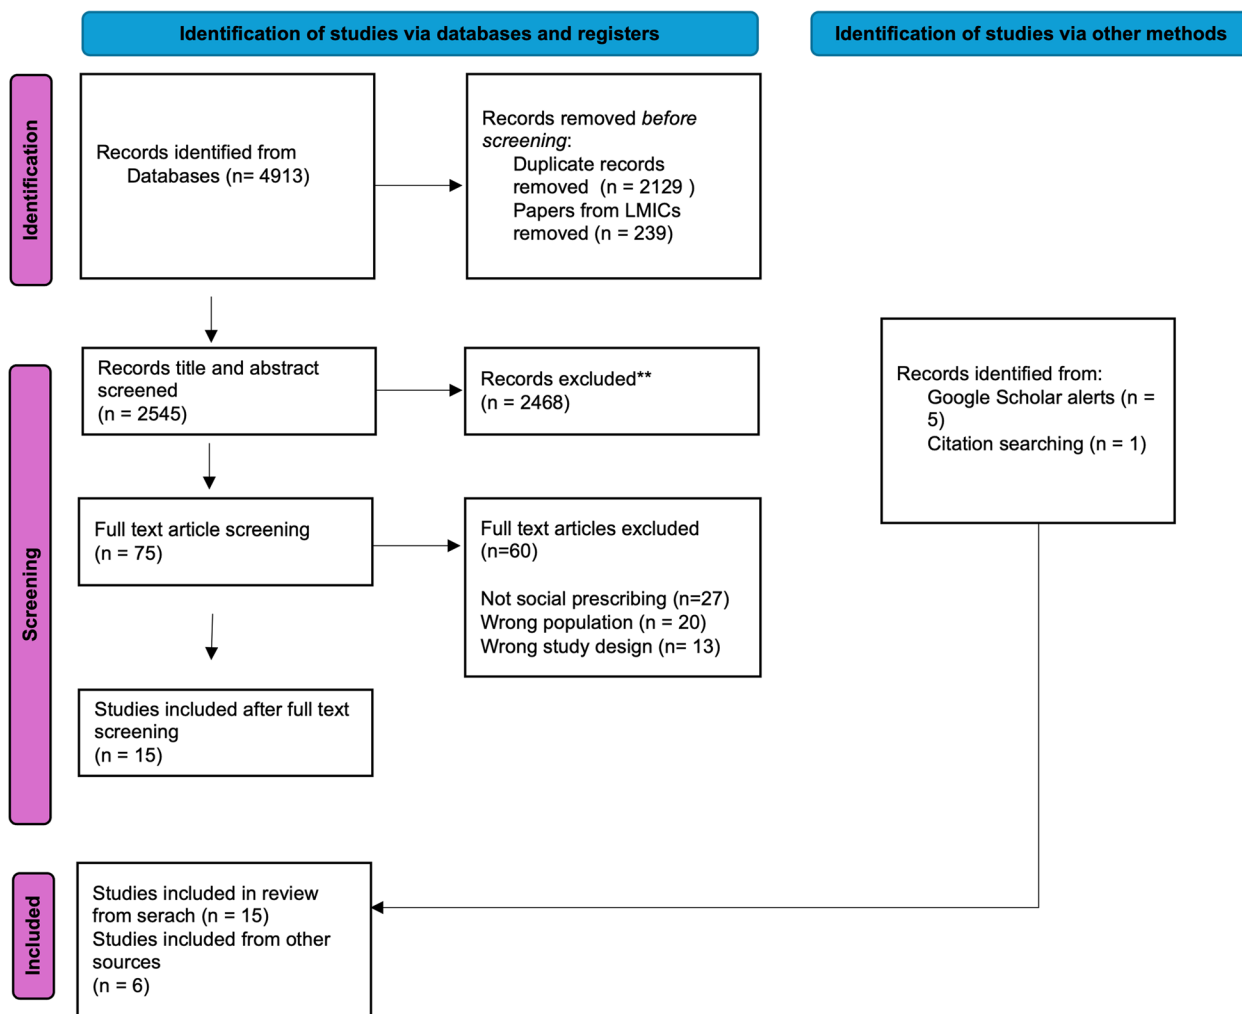 Identification of studies via databases and registers
Identification of studies via other methods
Identification
Records identified from
Databases (n= 4913)
Records removed before
screening:
Duplicate records
removed (n = 2129 )
Papers from LMICs
removed (n = 239)
Screening
Records title and abstract
screened
(n = 2545)
Records excluded**
(n = 2468)
Records identified from:
Google Scholar alerts (n =
5)
Citation searching (n = 1)
Full text article screening
(n = 75)
Full text articles excluded
(n=60)
Not social prescribing (n=27)
Wrong population (n = 20)
Wrong study design (n= 13)
Studies included after full text
screening
(n = 15)
Included
Studies included in review
from serach (n = 15)
Studies included from other
sources
(n = 6)